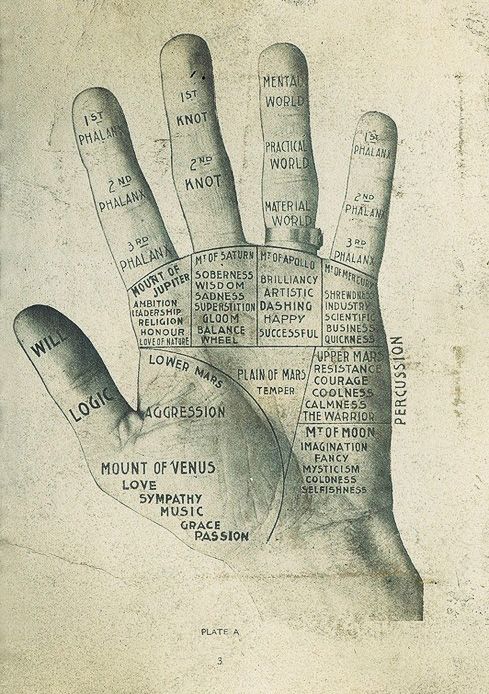 1ST
PHALANX
2ND
PHALANX
3RD
PHALANX
1ST
KNOT
2ND
KNOT
MENTAL
WORLD
PRACTICAL
WORLD
MATERIAL
WORLD
1ST
PHALANX
2ND
PHALANX
3RD
PHALANX
MOUNT OF
JUPITER
AMBITION
LEADERSHIP
RELIGION
HONOUR
LOVE OF NATURE
MT OF SATURN
SOBERNESS
WISDOM
SADNESS
SUPERSTITION
GLOOM
BALANCE
WHEEL
MT OF APOLLO
BRILLIANCY
ARTISTIC
DASHING
HAPPY
SUCCESSFUL
MT OF MERCURY
SHREWDNESS
INDUSTRY
SCIENTIFIC
BUSINESS
QUICKNESS
WILL
LOGIC
LOWER MARS
AGGRESSION
PLAIN OF MARS
TEMPER
UPPER MARS
RESISTANCE
COURAGE
COOLNESS
CALMNESS
THE WARRIOR
PERCUSSION
MT OF MOON
IMAGINATION
FANCY
MYSTICISM
COLDNESS
SELFISHNESS
MOUNT OF VENUS
LOVE
SYMPATHY
MUSIC
GRACE
PASSION
PLATE A
3